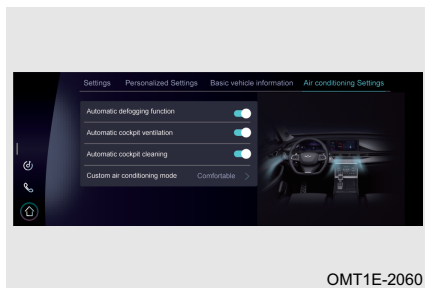 Settings Personalized Settings Basic vehicle information Air conditioning Settings
Automatic defogging function
Automatic cockpit ventilation
Automatic cockpit cleaning
Custom air conditioning mode Comfortable >
OMT1E-2060